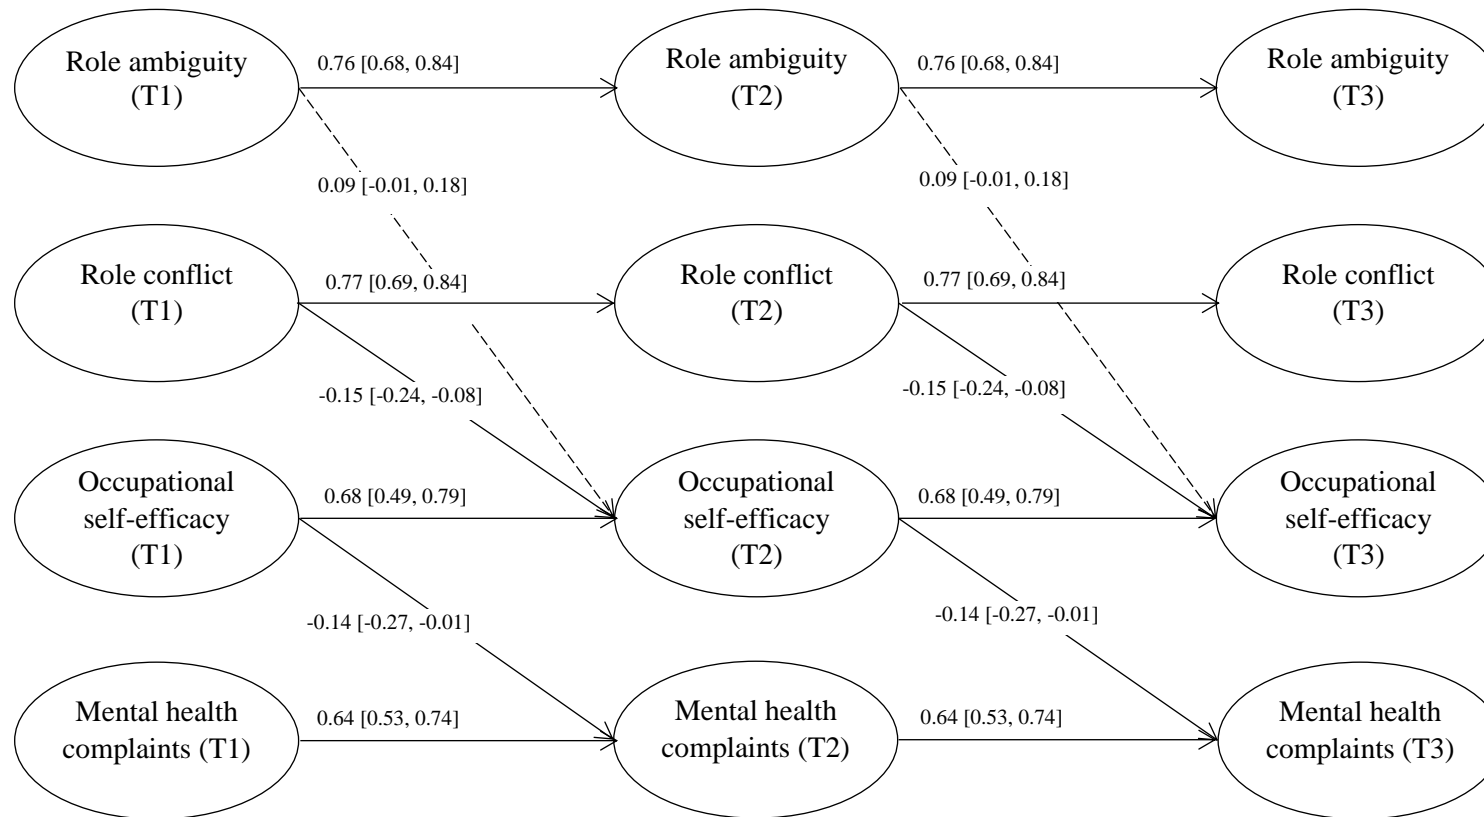 Role ambiguity
(T1)
0.76 [0.68, 0.84]
Role ambiguity
(T2)
0.76 [0.68, 0.84]
Role ambiguity
(T3)
0.09 [-0.01, 0.18]
0.09 [-0.01, 0.18]
Role conflict
(T1)
0.77 [0.69, 0.84]
Role conflict
(T2)
0.77 [0.69, 0.84]
Role conflict
(T3)
-0.15 [-0.24, -0.08]
-0.15 [-0.24, -0.08]
Occupational
self-efficacy
(T1)
0.68 [0.49, 0.79]
Occupational
self-efficacy
(T2)
0.68 [0.49, 0.79]
Occupational
self-efficacy
(T3)
-0.14 [-0.27, -0.01]
-0.14 [-0.27, -0.01]
Mental health
complaints (T1)
0.64 [0.53, 0.74]
Mental health
complaints (T2)
0.64 [0.53, 0.74]
Mental health
complaints (T3)